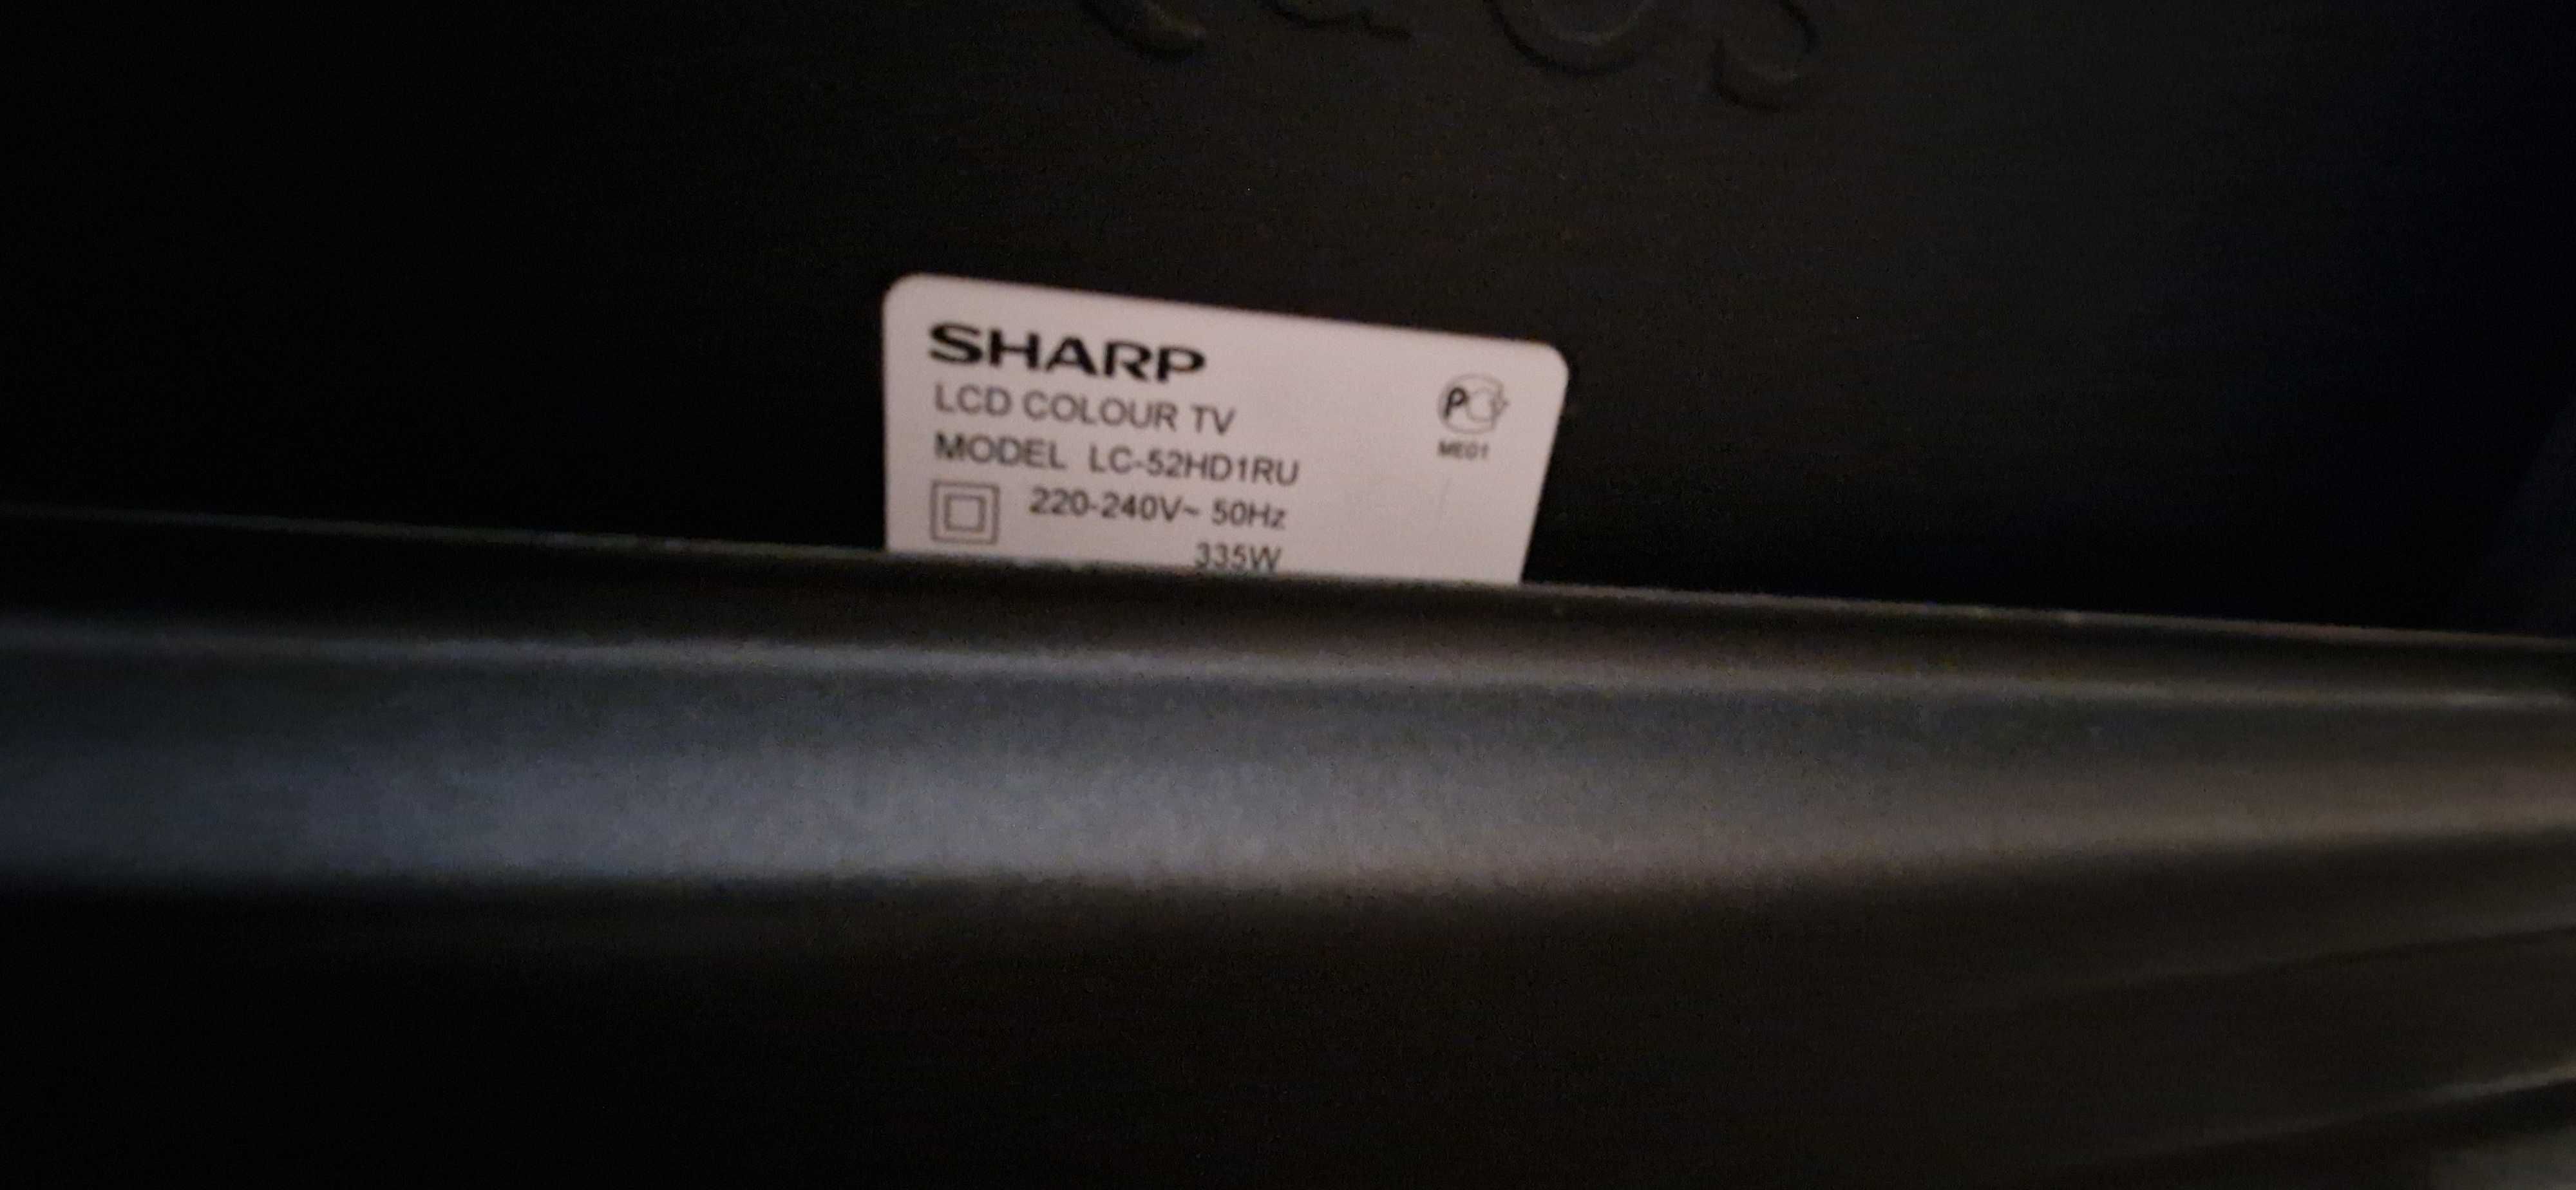 SHARP
LCD COLOUR TV
MODEL LC-52HD1RU
220-240V~ 50Hz
335W
ME01